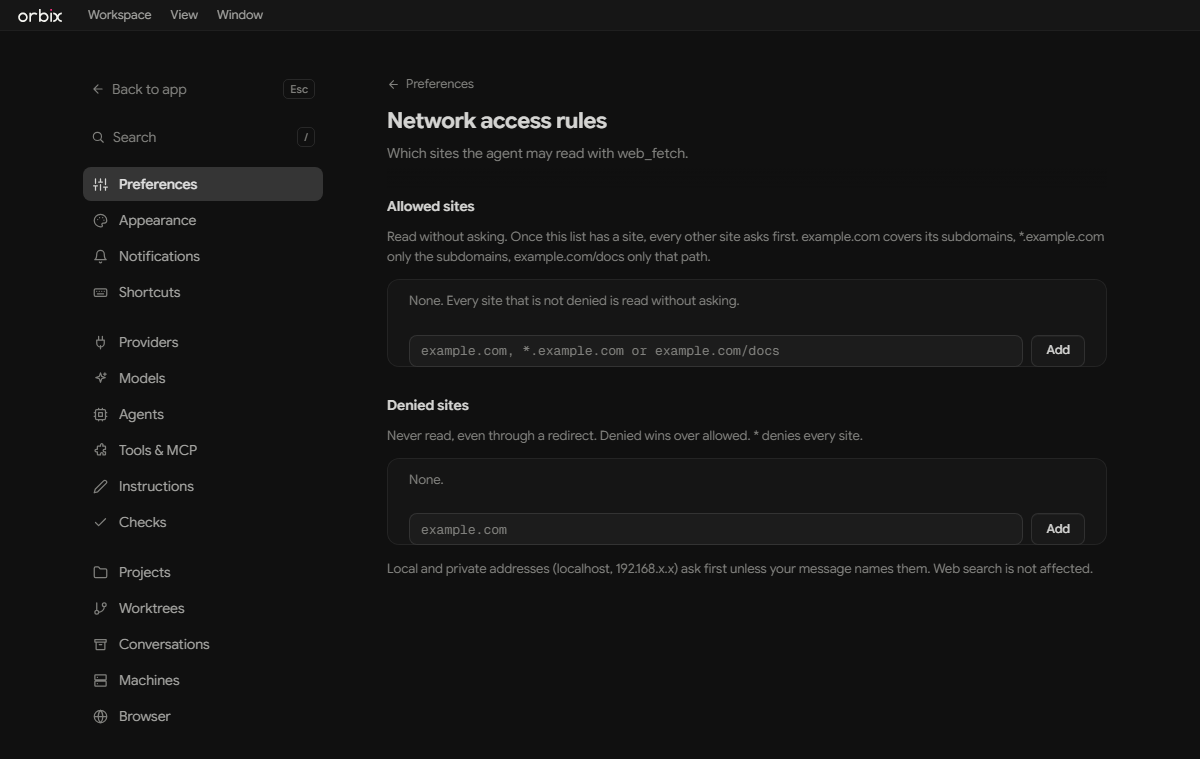 orbix Workspace View Window
Back to app Esc
Search /
Preferences
Appearance
Notifications
Shortcuts
Providers
Models
Agents
Tools & MCP
Instructions
Checks
Projects
Worktrees
Conversations
Machines
Browser
Preferences
Network access rules
Which sites the agent may read with web_fetch.
Allowed sites
Read without asking. Once this list has a site, every other site asks first. example.com covers its subdomains, *.example.com
only the subdomains, example.com/docs only that path.
None. Every site that is not denied is read without asking.
example.com, *.example.com or example.com/docs Add
Denied sites
Never read, even through a redirect. Denied wins over allowed. * denies every site.
None.
example.com Add
Local and private addresses (localhost, 192.168.x.x) ask first unless your message names them. Web search is not affected.